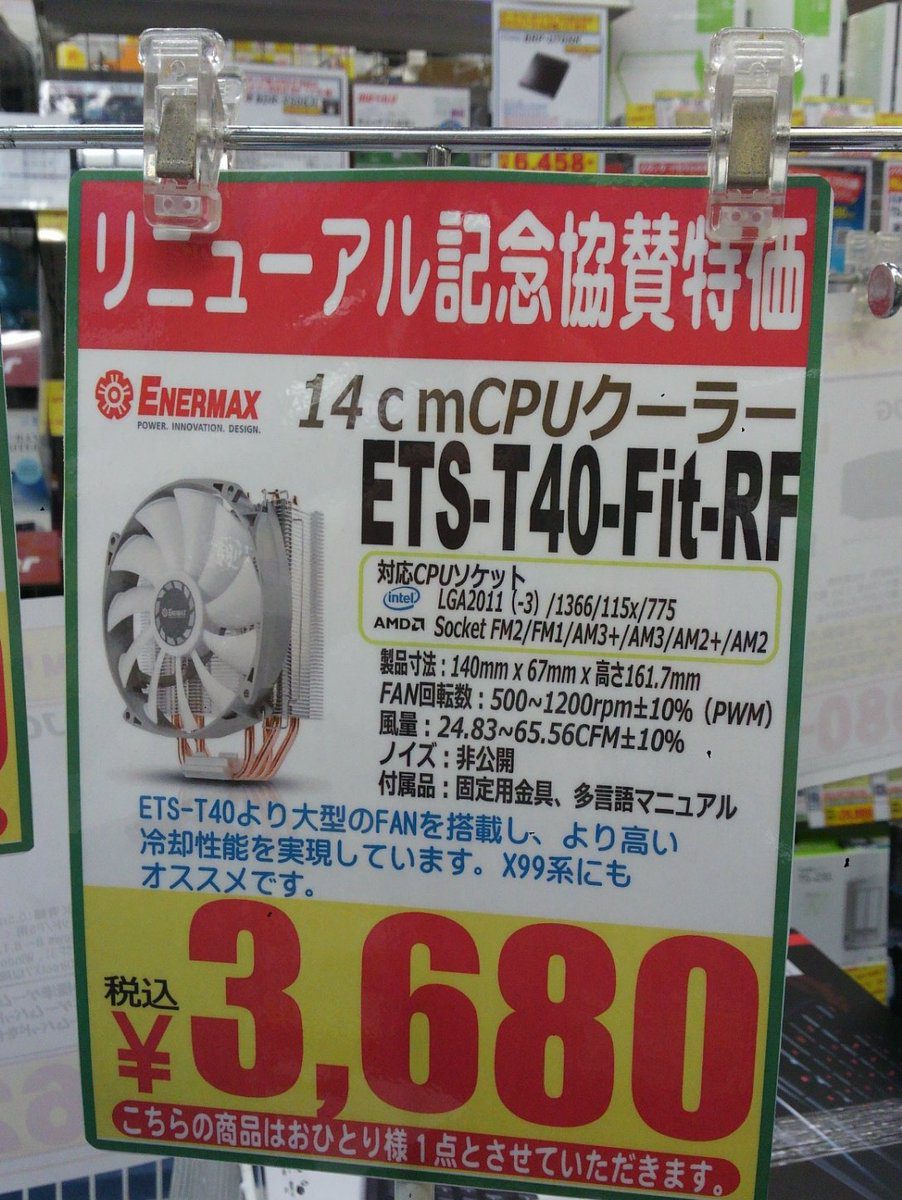 6,458
リニューアル記念協賛特価
ENERMAX
POWER. INNOVATION. DESIGN.
14cmCPUクーラー
ETS-T40-Fit-RF
対応CPUソケット
intel LGA2011 (-3) /1366/115x/775
AMD Socket FM2/FM1/AM3+/AM3/AM2+/AM2
製品寸法：140mm x 67mm x 高さ161.7mm
FAN回転数：500~1200rpm±10%（PWM）
風量：24.83~65.56CFM±10%
ノイズ：非公開
付属品：固定用金具、多言語マニュアル
ENERMAX
ETS-T40より大型のFANを搭載し、より高い
冷却性能を実現しています。X99系にも
オススメです。
税込
¥3,680
こちらの商品はおひとり様1点とさせていただきます。